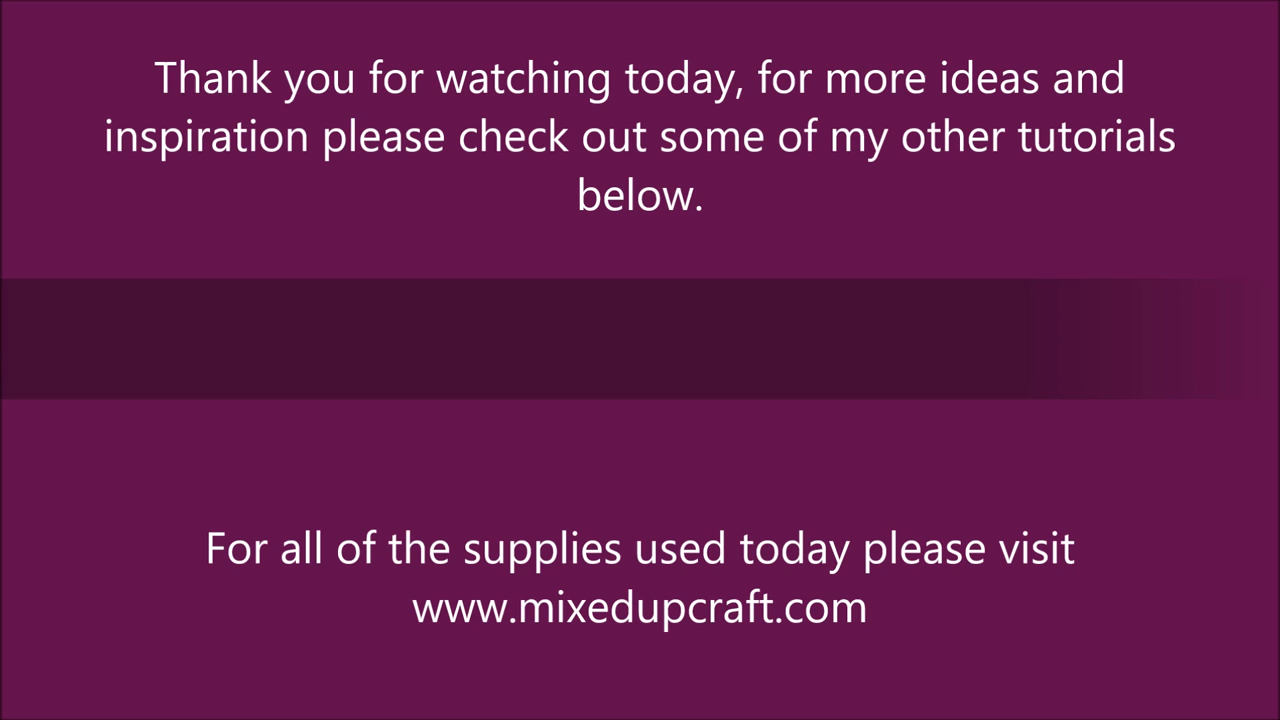 Thank you for watching today, for more ideas and
inspiration please check out some of my other tutorials
below.
For all of the supplies used today please visit
www.mixedupcraft.com